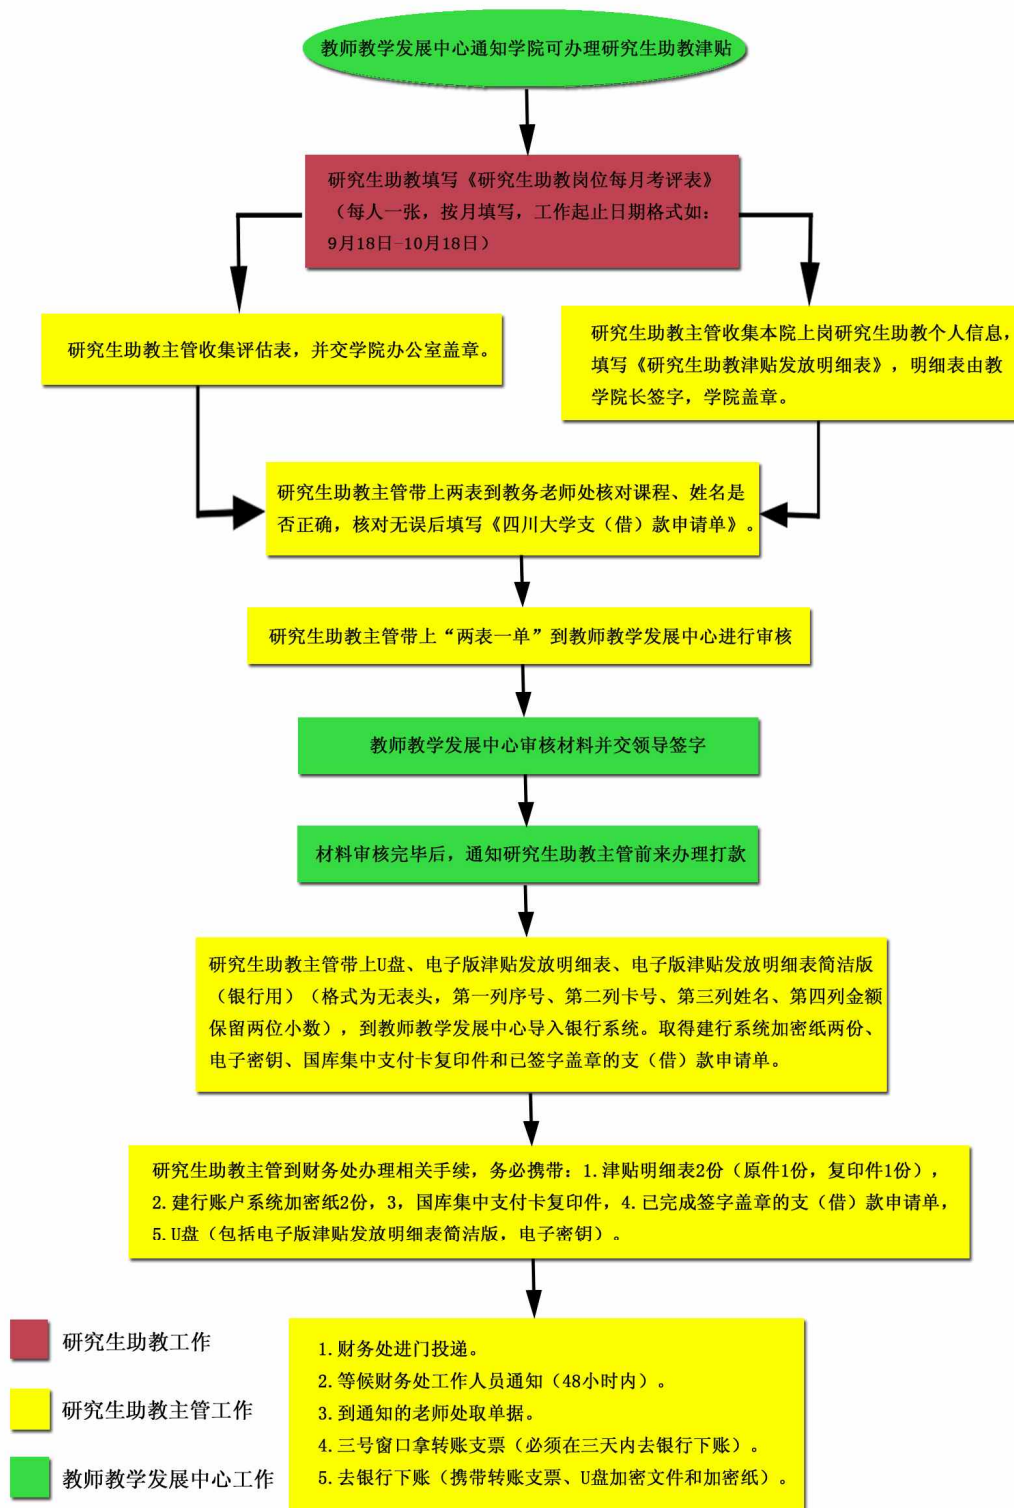 教师教学发展中心通知学院可办理研究生助教津贴
研究生助教填写《研究生助教岗位每月考评表》
（每人一张，按月填写，工作起止日期格式如：
9月18日-10月18日）
研究生助教主管收集评估表，并交学院办公室盖章。
研究生助教主管收集本院上岗研究生助教个人信息，
填写《研究生助教津贴发放明细表》，明细表由教
学院长签字，学院盖章。
研究生助教主管带上两表到教务老师处核对课程、姓名是
否正确，核对无误后填写《四川大学支（借）款申请单》。
研究生助教主管带上“两表一单”到教师教学发展中心进行审核
教师教学发展中心审核材料并交领导签字
材料审核完毕后，通知研究生助教主管前来办理打款
研究生助教主管带上U盘、电子版津贴发放明细表、电子版津贴发放明细表简洁版
（银行用）（格式为无表头，第一列序号、第二列卡号、第三列姓名、第四列金额
保留两位小数），到教师教学发展中心导入银行系统。取得建行系统加密纸两份、
电子密钥、国库集中支付卡复印件和已签字盖章的支（借）款申请单。
研究生助教主管到财务处办理相关手续，务必携带：1.津贴明细表2份（原件1份，复印件1份），
2.建行账户系统加密纸2份，3，国库集中支付卡复印件，4.已完成签字盖章的支（借）款申请单，
5.U盘（包括电子版津贴发放明细表简洁版，电子密钥）。
1.财务处进门投递。
2.等候财务处工作人员通知（48小时内）。
3.到通知的老师处取单据。
4.三号窗口拿转账支票（必须在三天内去银行下账）。
5.去银行下账（携带转账支票、U盘加密文件和加密纸）。
研究生助教工作
研究生助教主管工作
教师教学发展中心工作